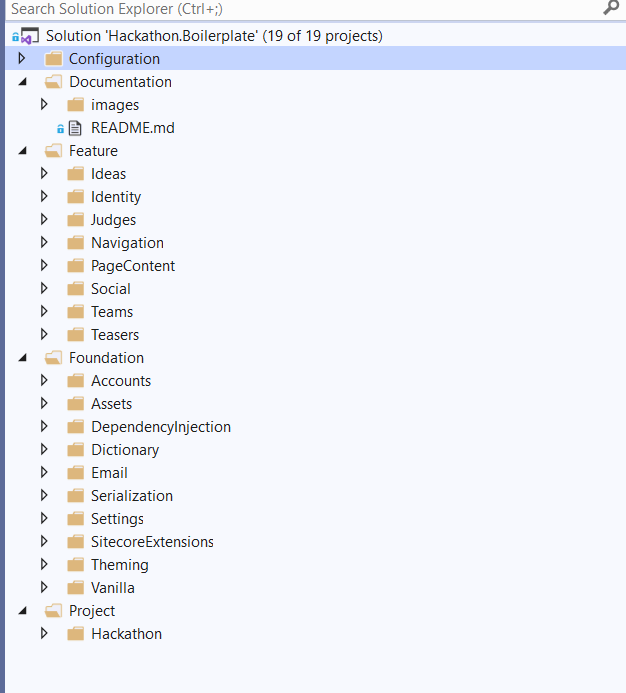 Search Solution Explorer (Ctrl+;)
Solution 'Hackathon.Boilerplate' (19 of 19 projects)
Configuration
Documentation
images
README.md
Feature
Ideas
Identity
Judges
Navigation
PageContent
Social
Teams
Teasers
Foundation
Accounts
Assets
DependencyInjection
Dictionary
Email
Serialization
Settings
SitecoreExtensions
Theming
Vanilla
Project
Hackathon